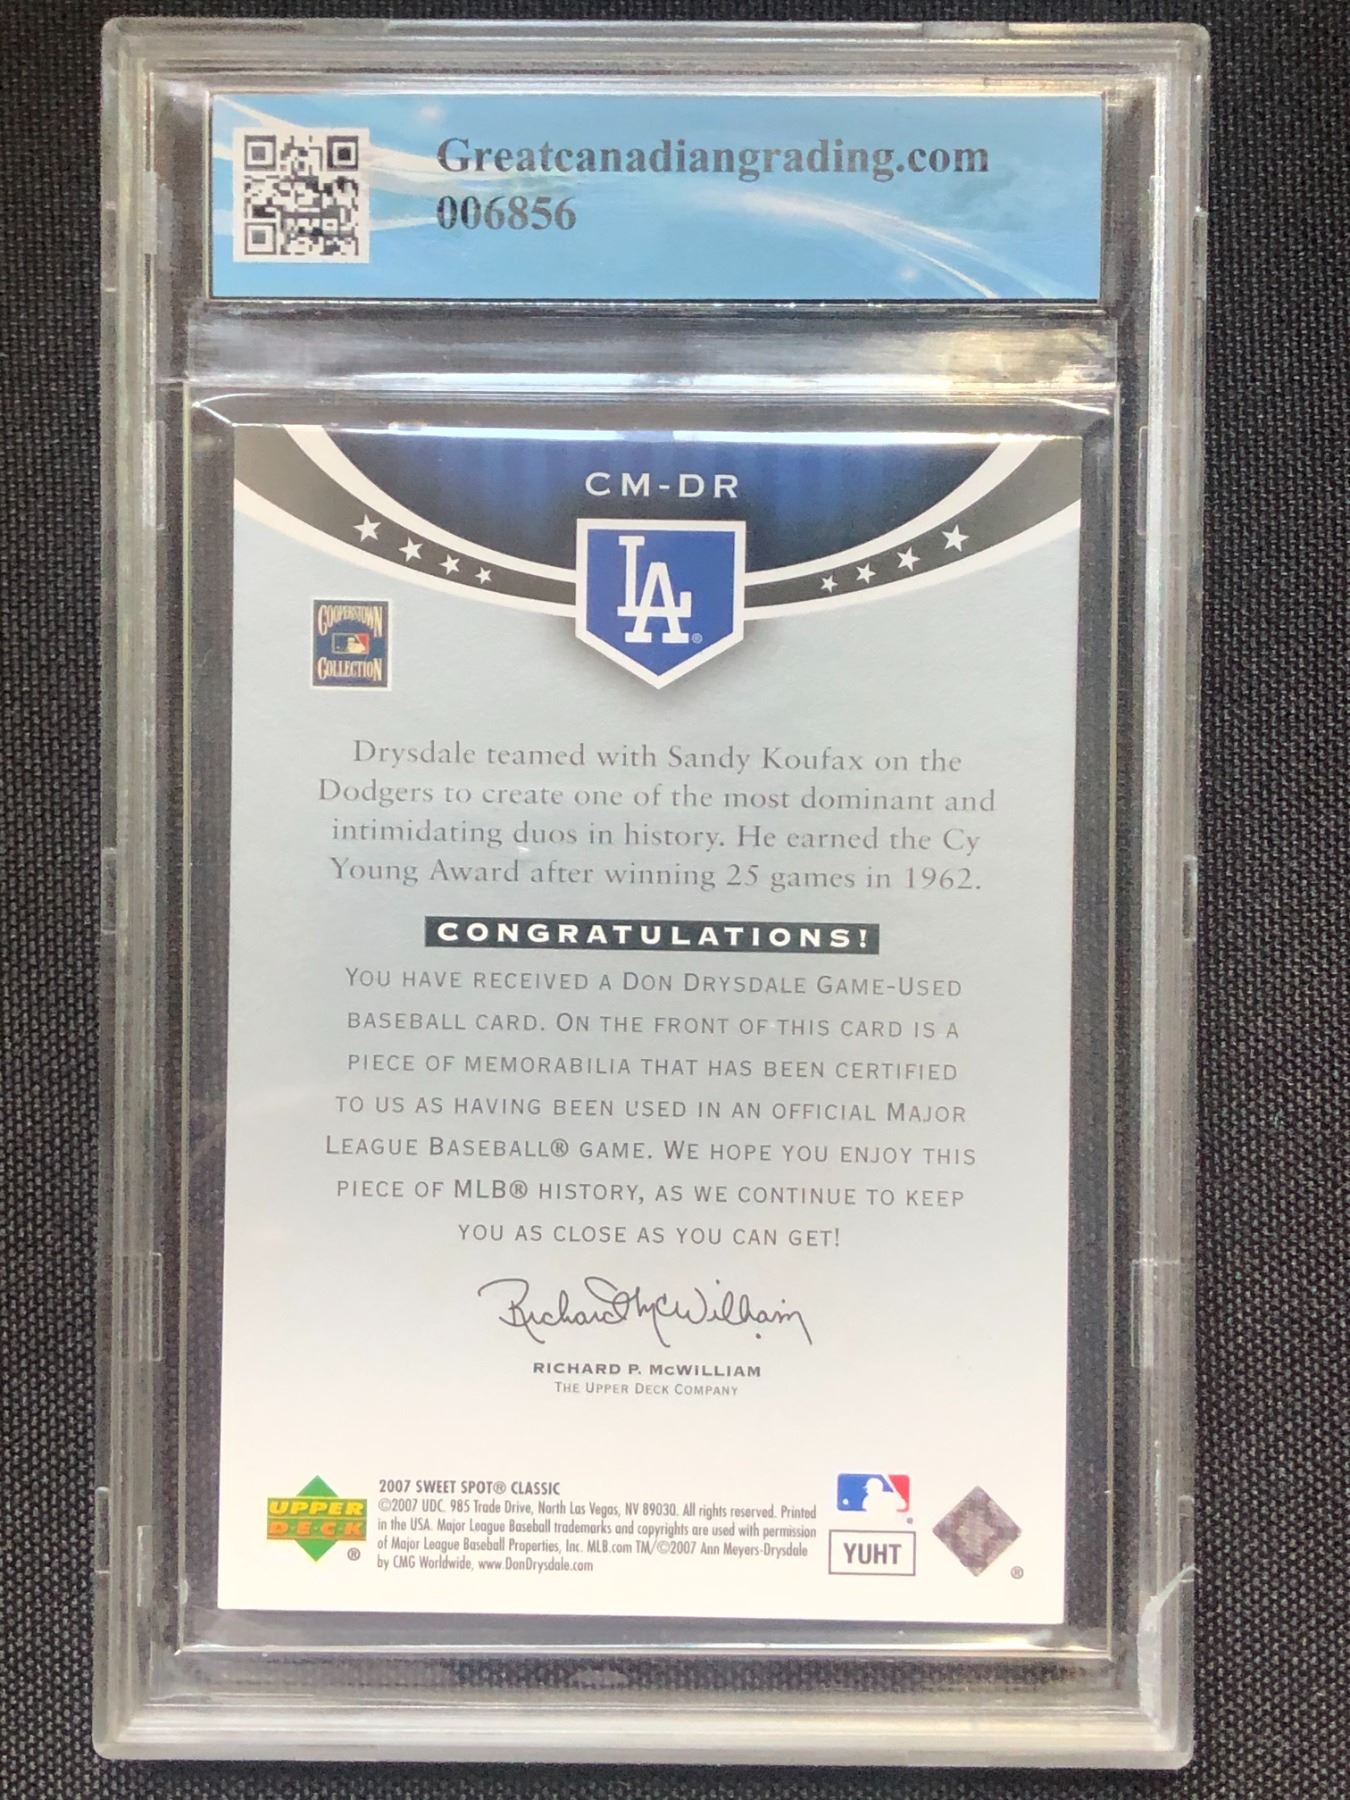 Greatcanadiangrading.com
006856
CM-DR
LA®
COOPERSTOWN
COLLECTION
Drysdale teamed with Sandy Koufax on the
Dodgers to create one of the most dominant and
intimidating duos in history. He earned the Cy
Young Award after winning 25 games in 1962.
CONGRATULATIONS!
YOU HAVE RECEIVED A DON DRYSDALE GAME-USED
BASEBALL CARD. ON THE FRONT OF THIS CARD IS A
PIECE OF MEMORABILIA THAT HAS BEEN CERTIFIED
TO US AS HAVING BEEN USED IN AN OFFICIAL MAJOR
LEAGUE BASEBALL® GAME. WE HOPE YOU ENJOY THIS
PIECE OF MLB® HISTORY, AS WE CONTINUE TO KEEP
YOU AS CLOSE AS YOU CAN GET!
Richard P McWilliam
RICHARD P. McWILLIAM
THE UPPER DECK COMPANY
UPPER
DECK
®
2007 SWEET SPOT® CLASSIC
©2007 UDC. 985 Trade Drive, North Las Vegas, NV 89030. All rights reserved. Printed
in the USA. Major League Baseball trademarks and copyrights are used with permission
of Major League Baseball Properties, Inc. MLB.com TM/©2007 Ann Meyers-Drysdale
by CMG Worldwide, www.DonDrysdale.com
YUHT
®